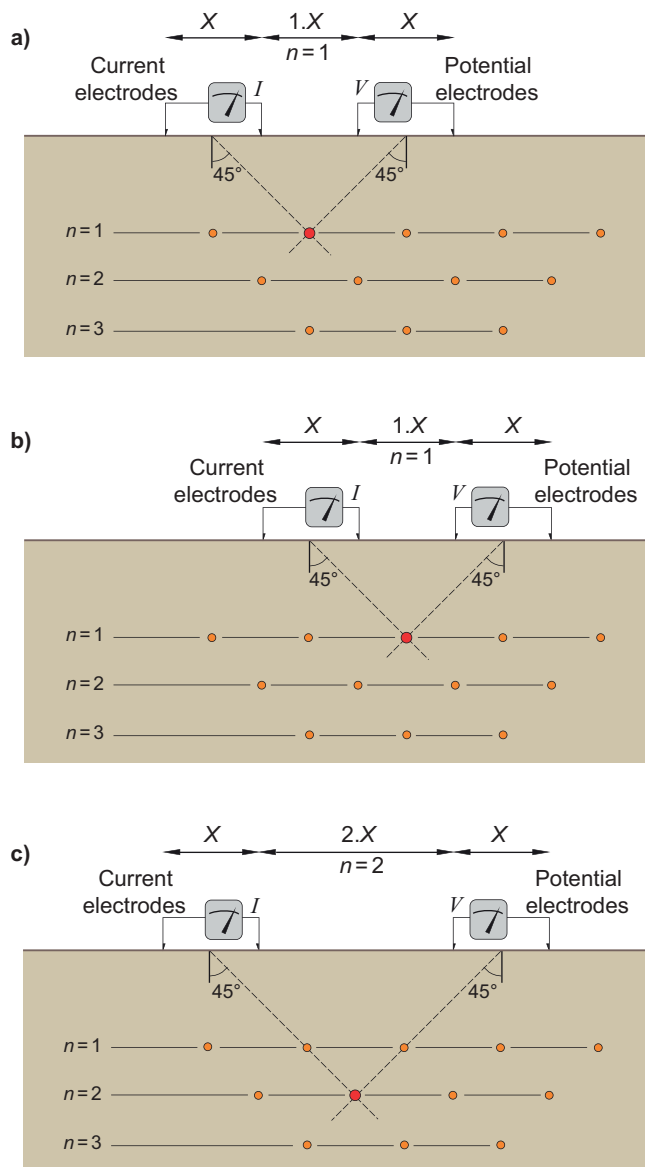 a)
X 1.X X
n=1
Current electrodes
I
V
Potential electrodes
45°
45°
n=1
n=2
n=3
b)
X 1.X X
n=1
Current electrodes
I
V
Potential electrodes
45°
45°
n=1
n=2
n=3
c)
X 2.X X
n=2
Current electrodes
I
V
Potential electrodes
45°
45°
n=1
n=2
n=3